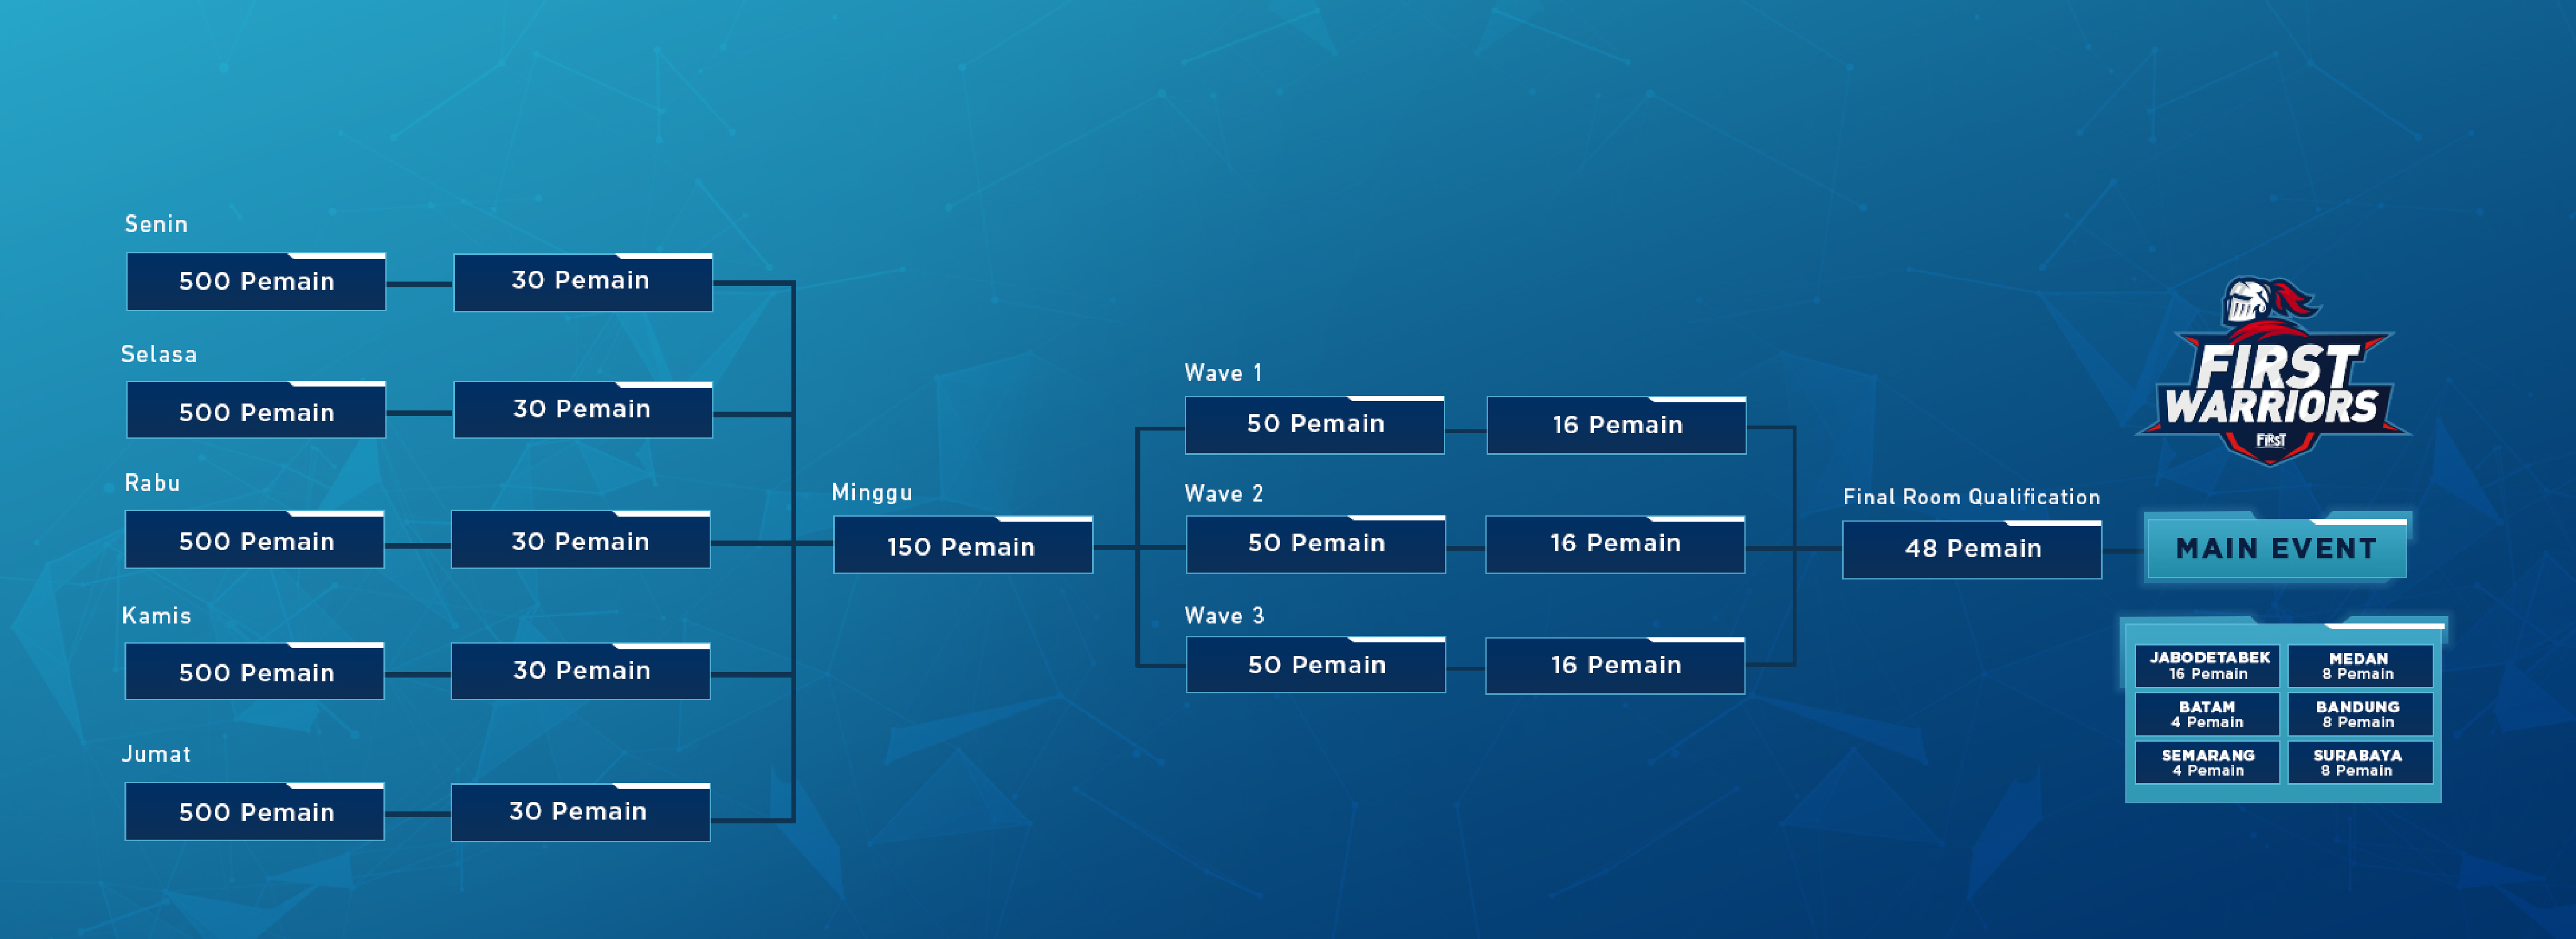 Senin
500 Pemain
30 Pemain
Selasa
500 Pemain
30 Pemain
Rabu
500 Pemain
30 Pemain
Kamis
500 Pemain
30 Pemain
Jumat
500 Pemain
30 Pemain
Minggu
150 Pemain
Wave 1
50 Pemain
16 Pemain
Wave 2
50 Pemain
16 Pemain
Wave 3
50 Pemain
16 Pemain
Final Room Qualification
48 Pemain
FIRST
WARRIORS
FIRST
MAIN EVENT
JABODETABEK
16 Pemain
MEDAN
8 Pemain
BATAM
4 Pemain
BANDUNG
8 Pemain
SEMARANG
4 Pemain
SURABAYA
8 Pemain